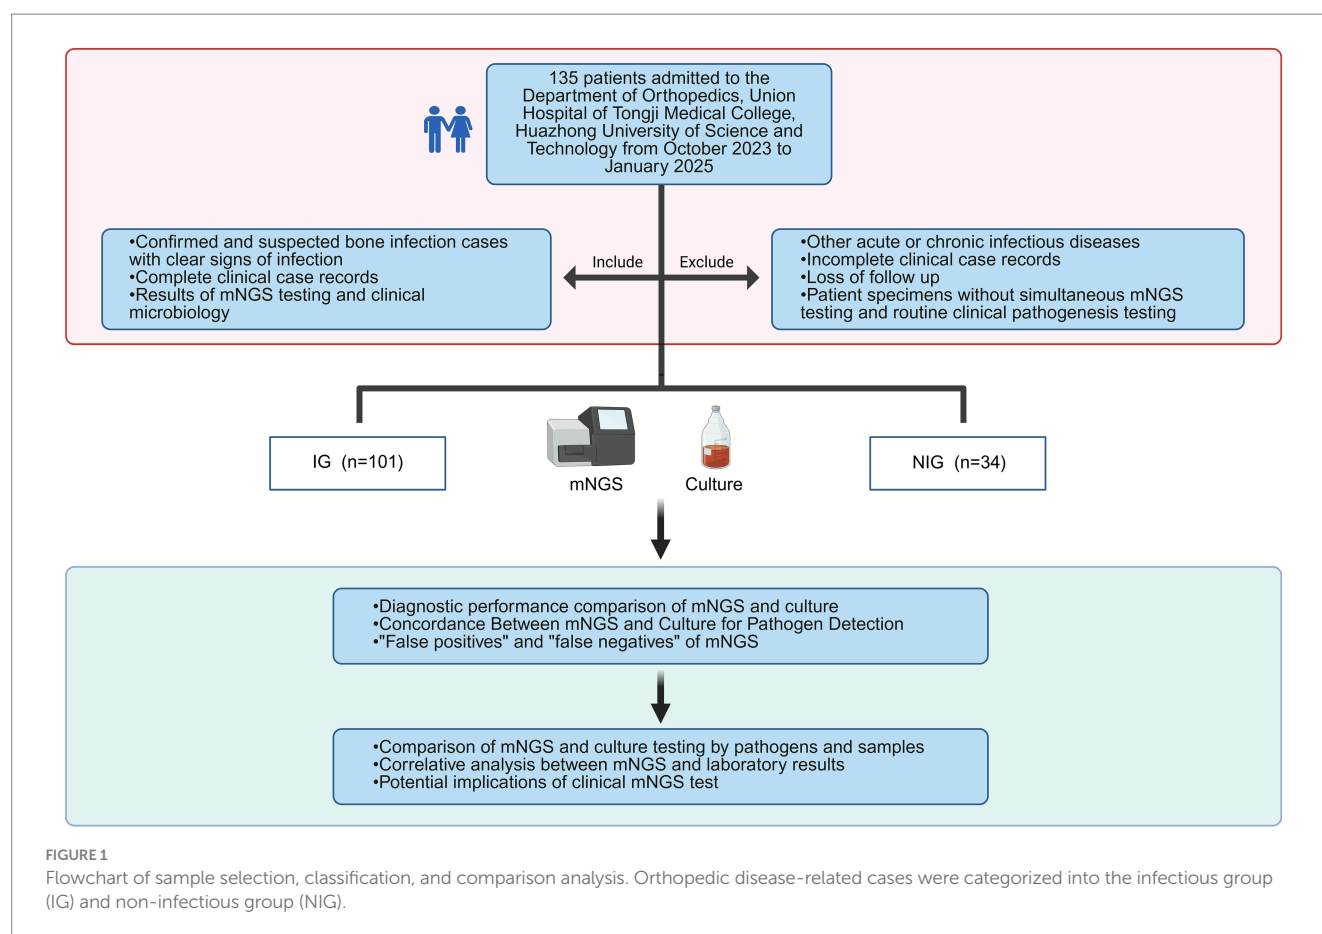 135 patients admitted to the
Department of Orthopedics, Union
Hospital of Tongji Medical College,
Huazhong University of Science and
Technology from October 2023 to
January 2025
•Confirmed and suspected bone infection cases
with clear signs of infection
•Complete clinical case records
•Results of mNGS testing and clinical
microbiology
Include
Exclude
•Other acute or chronic infectious diseases
•Incomplete clinical case records
•Loss of follow up
•Patient specimens without simultaneous mNGS
testing and routine clinical pathogenesis testing
IG (n=101)
mNGS
Culture
NIG (n=34)
•Diagnostic performance comparison of mNGS and culture
•Concordance Between mNGS and Culture for Pathogen Detection
•"False positives" and "false negatives" of mNGS
•Comparison of mNGS and culture testing by pathogens and samples
•Correlative analysis between mNGS and laboratory results
•Potential implications of clinical mNGS test
FIGURE 1
Flowchart of sample selection, classification, and comparison analysis. Orthopedic disease-related cases were categorized into the infectious group
(IG) and non-infectious group (NIG).